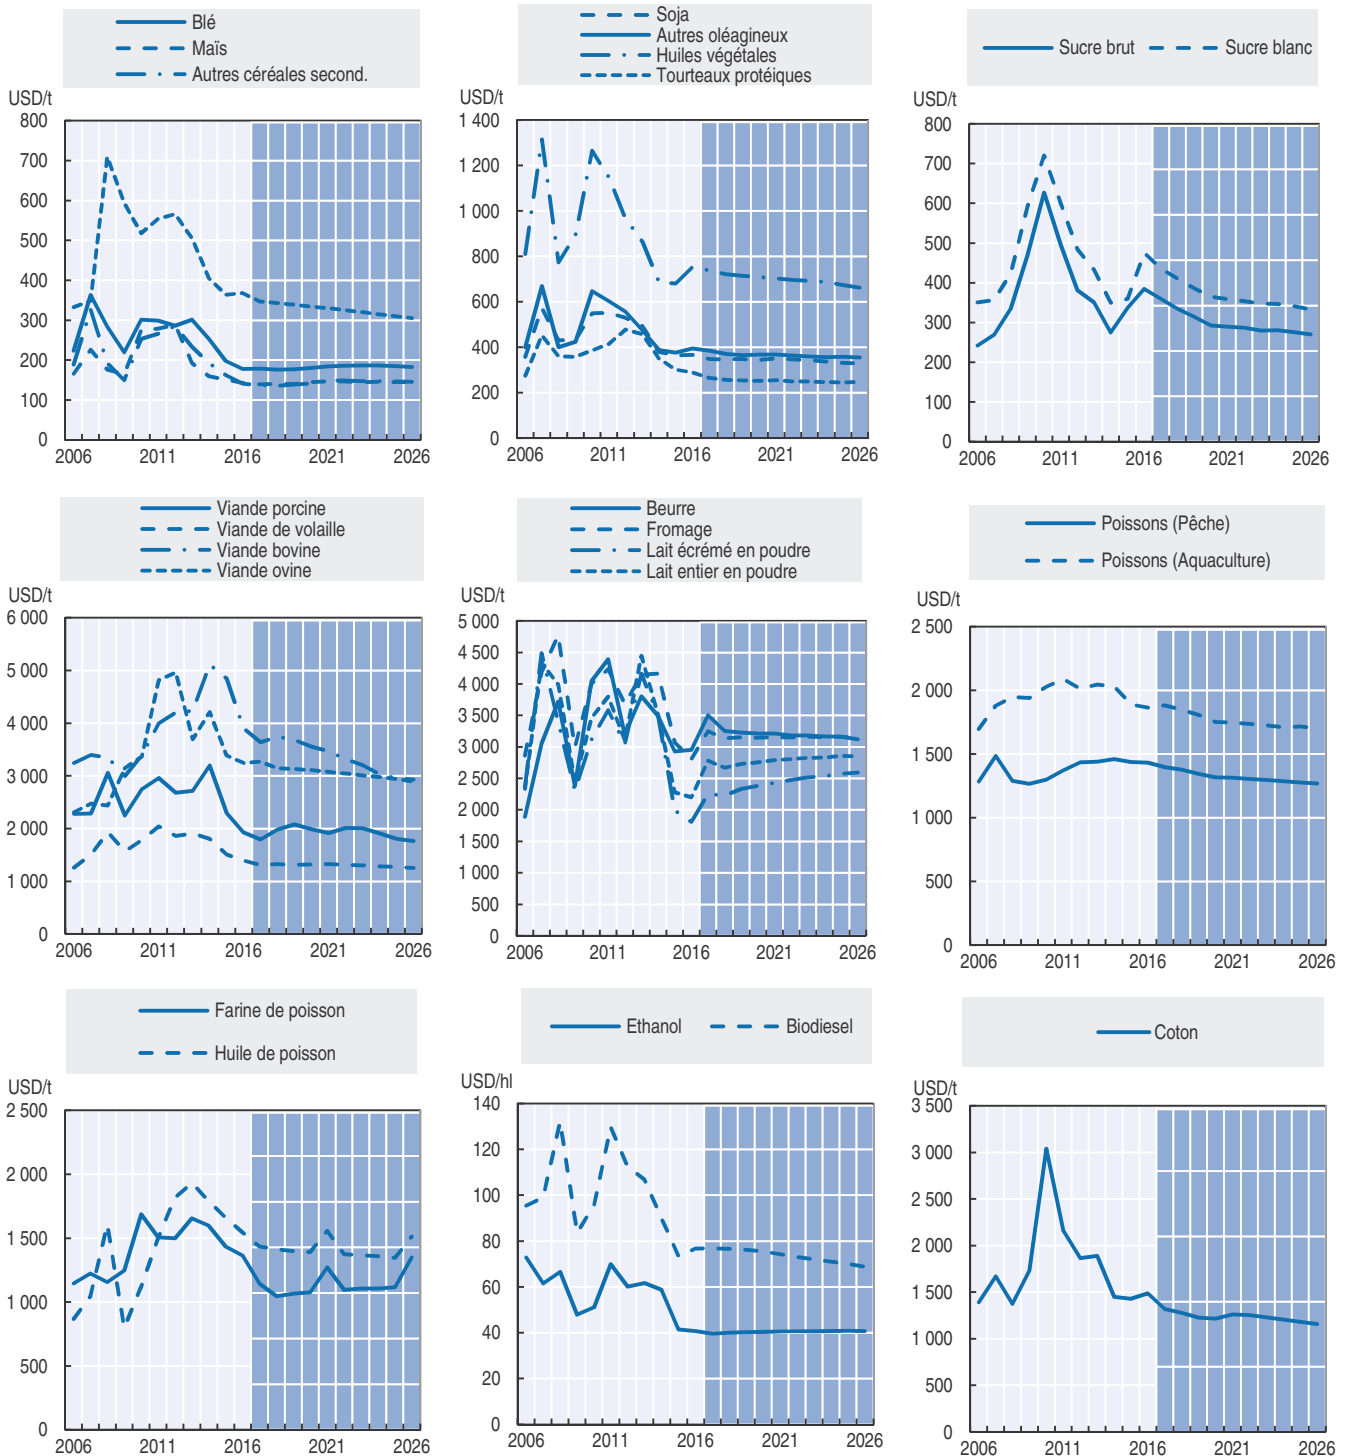 Blé
Maïs
Autres céréales second.
USD/t
800
700
600
500
400
300
200
100
0
2006 2011 2016 2021 2026
Soja
Autres oléagineux
Huiles végétales
Tourteaux protéiques
USD/t
1 400
1 200
1 000
800
600
400
200
0
2006 2011 2016 2021 2026
Sucre brut Sucre blanc
USD/t
800
700
600
500
400
300
200
100
0
2006 2011 2016 2021 2026
Viande porcine
Viande de volaille
Viande bovine
Viande ovine
USD/t
6 000
5 000
4 000
3 000
2 000
1 000
0
2006 2011 2016 2021 2026
Beurre
Fromage
Lait écrémé en poudre
Lait entier en poudre
USD/t
5 000
4 500
4 000
3 500
3 000
2 500
2 000
1 500
1 000
500
0
2006 2011 2016 2021 2026
Poissons (Pêche)
Poissons (Aquaculture)
USD/t
2 500
2 000
1 500
1 000
500
0
2006 2011 2016 2021 2026
Farine de poisson
Huile de poisson
USD/t
2 500
2 000
1 500
1 000
500
0
2006 2011 2016 2021 2026
Ethanol Biodiesel
USD/hl
140
120
100
80
60
40
20
0
2006 2011 2016 2021 2026
Coton
USD/t
3 500
3 000
2 500
2 000
1 500
1 000
500
0
2006 2011 2016 2021 2026